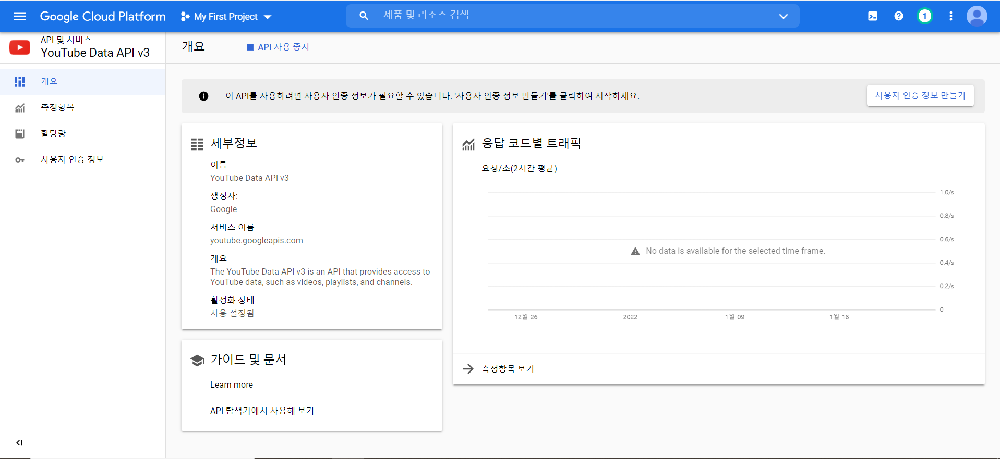 Google Cloud Platform
My First Project
제품 및 리소스 검색
1
API 및 서비스
YouTube Data API v3
개요
측정항목
할당량
사용자 인증 정보
개요
API 사용 중지
이 API를 사용하려면 사용자 인증 정보가 필요할 수 있습니다. '사용자 인증 정보 만들기'를 클릭하여 시작하세요.
사용자 인증 정보 만들기
세부정보
이름
YouTube Data API v3
생성자:
Google
서비스 이름
youtube.googleapis.com
개요
The YouTube Data API v3 is an API that provides access to
YouTube data, such as videos, playlists, and channels.
활성화 상태
사용 설정됨
가이드 및 문서
Learn more
API 탐색기에서 사용해 보기
응답 코드별 트래픽
요청/초(2시간 평균)
1.0/s
0.8/s
0.6/s
No data is available for the selected time frame.
0.4/s
0.2/s
0
12월 26
2022
1월 09
1월 16
측정항목 보기